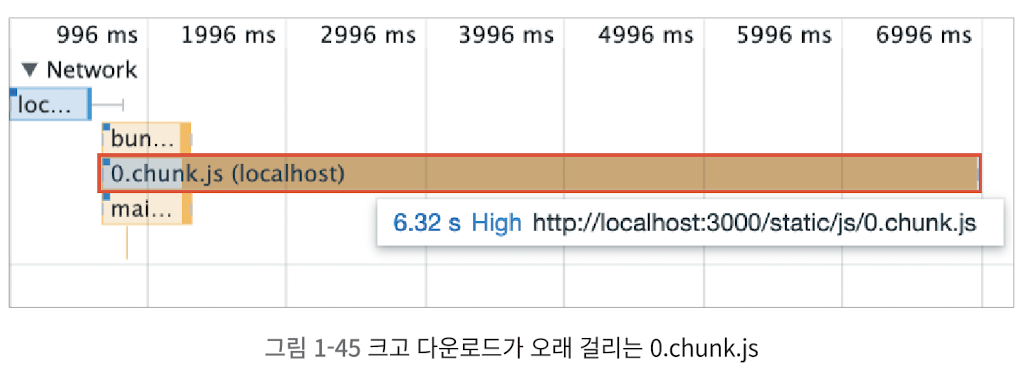 996 ms 1996 ms 2996 ms 3996 ms 4996 ms 5996 ms 6996 ms
▼ Network
loc...
bun...
0.chunk.js (localhost)
mai...
6.32 s High http://localhost:3000/static/js/0.chunk.js
그림 1-45 크고 다운로드가 오래 걸리는 0.chunk.js